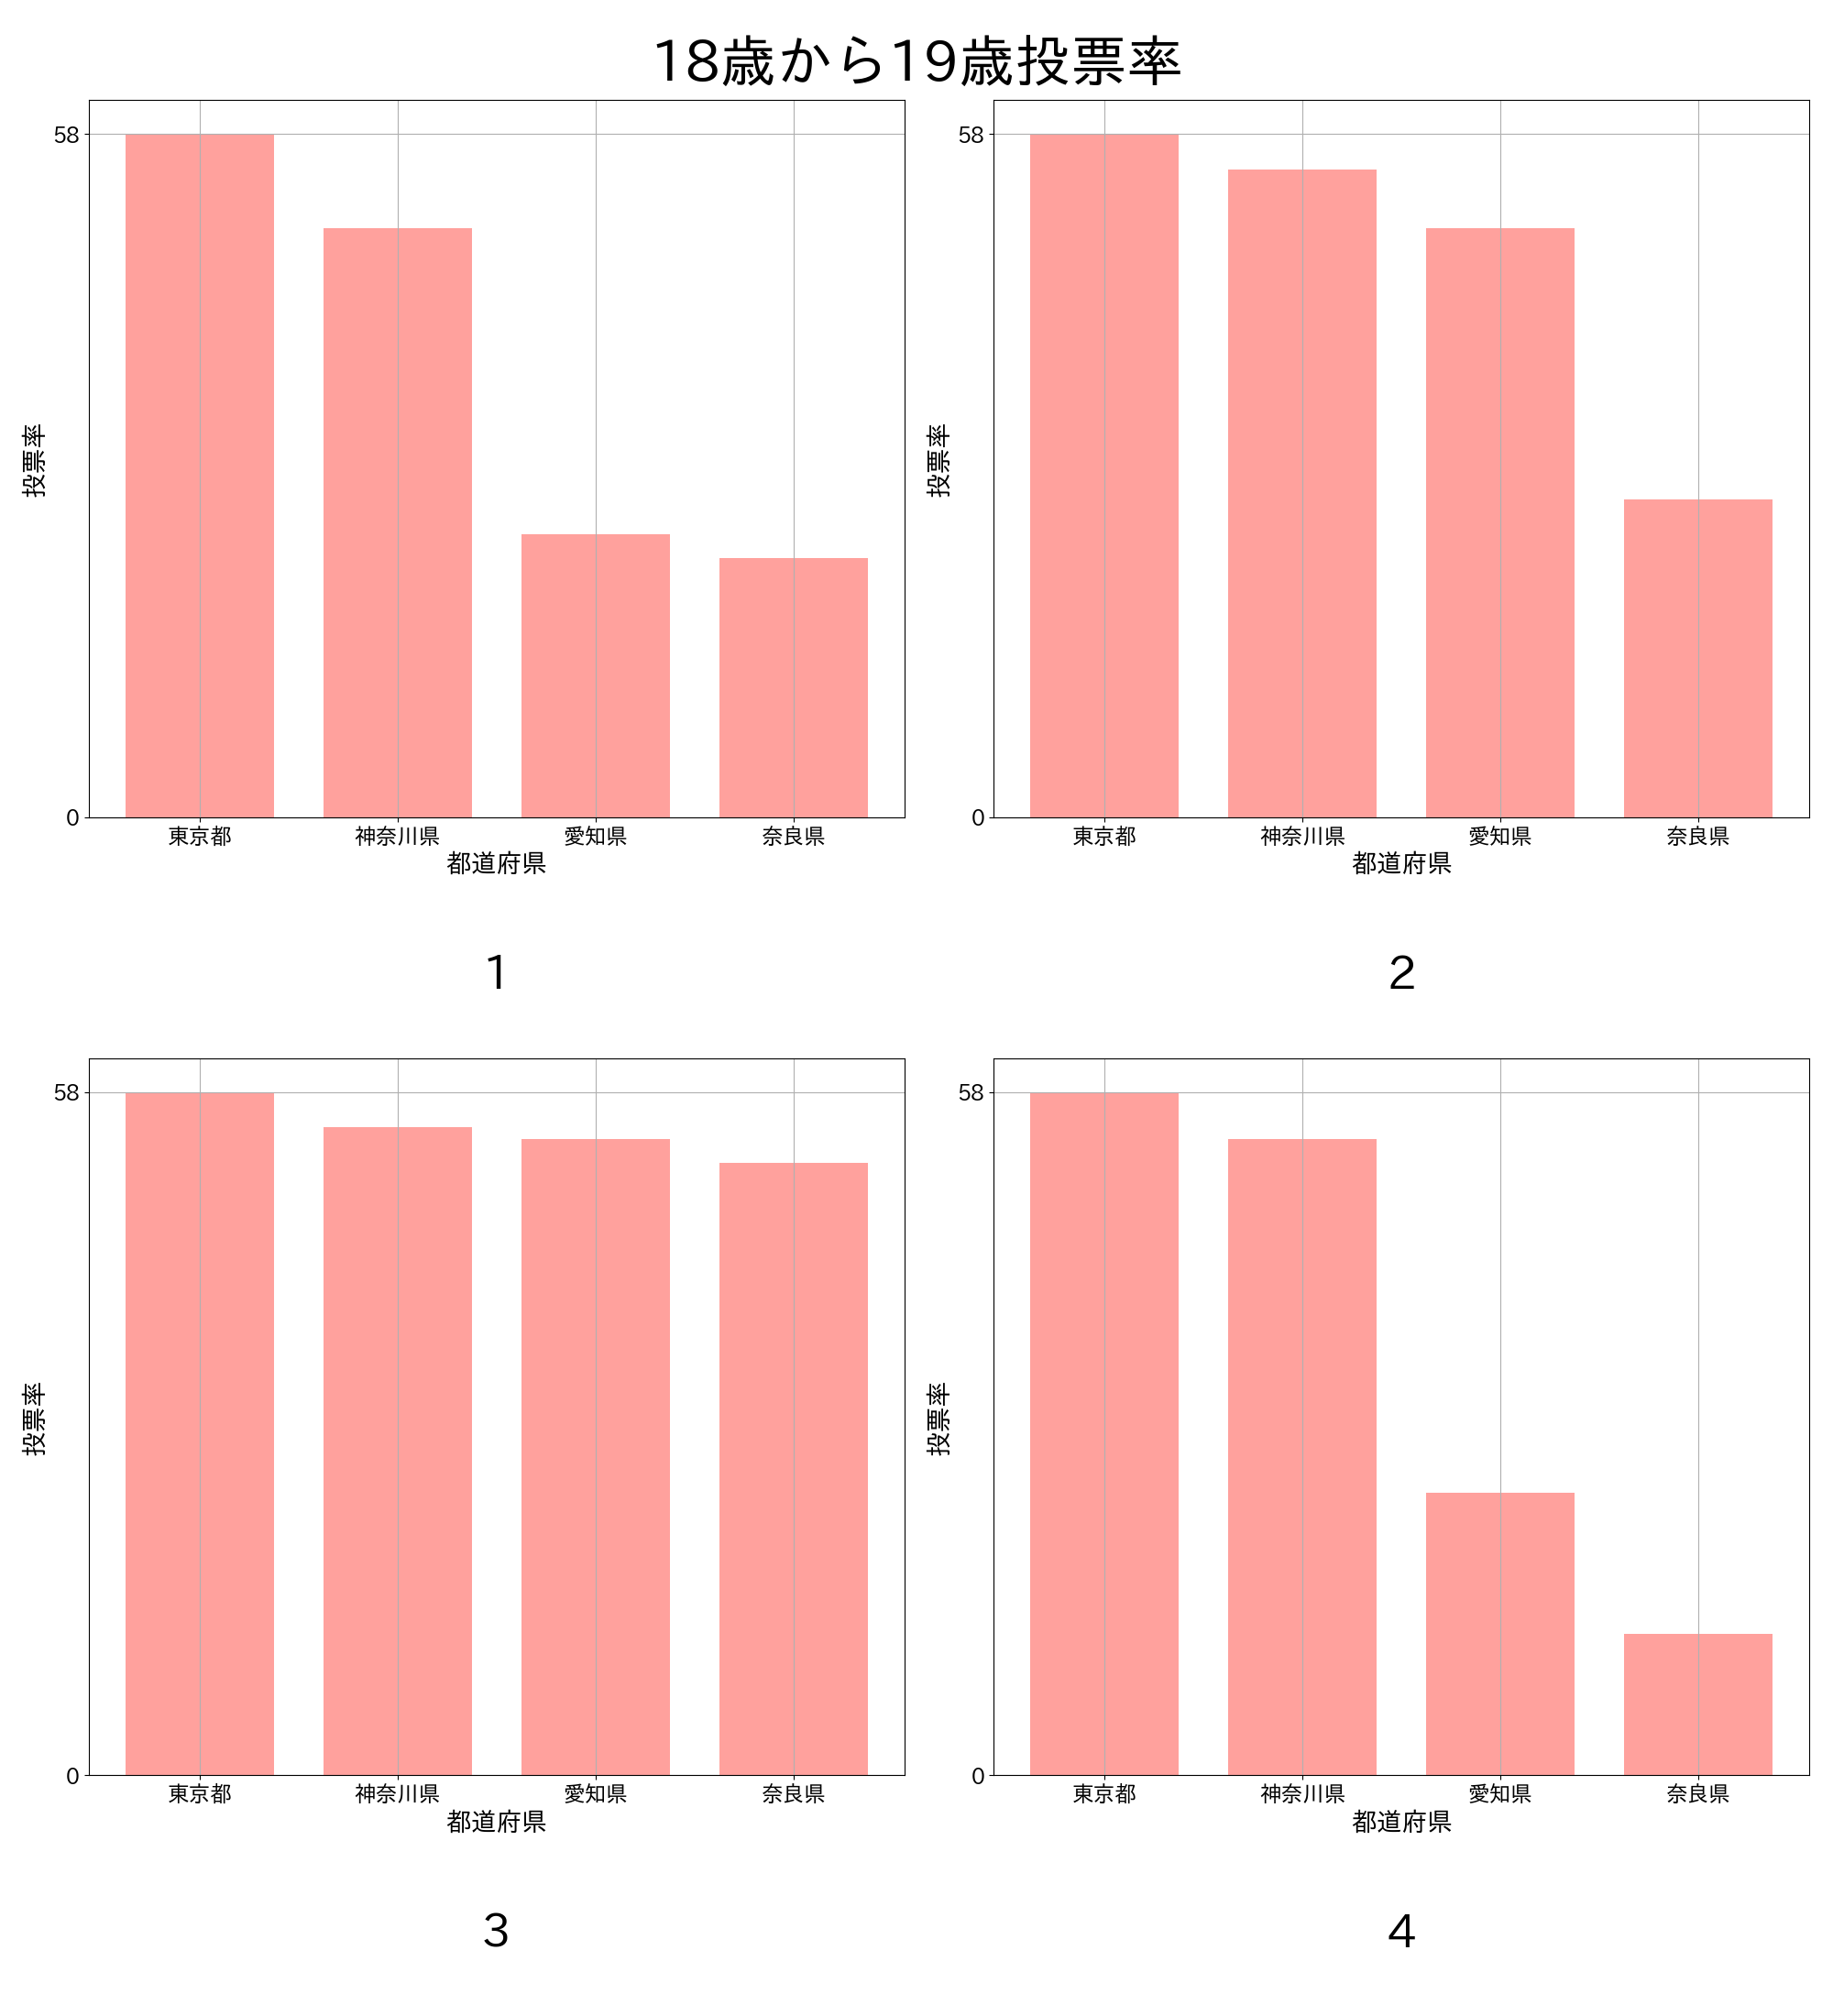 18歳から19歳投票率
58
0
投票率
東京都 神奈川県 愛知県 奈良県
都道府県
1
58
0
投票率
東京都 神奈川県 愛知県 奈良県
都道府県
2
58
0
投票率
東京都 神奈川県 愛知県 奈良県
都道府県
3
58
0
投票率
東京都 神奈川県 愛知県 奈良県
都道府県
4